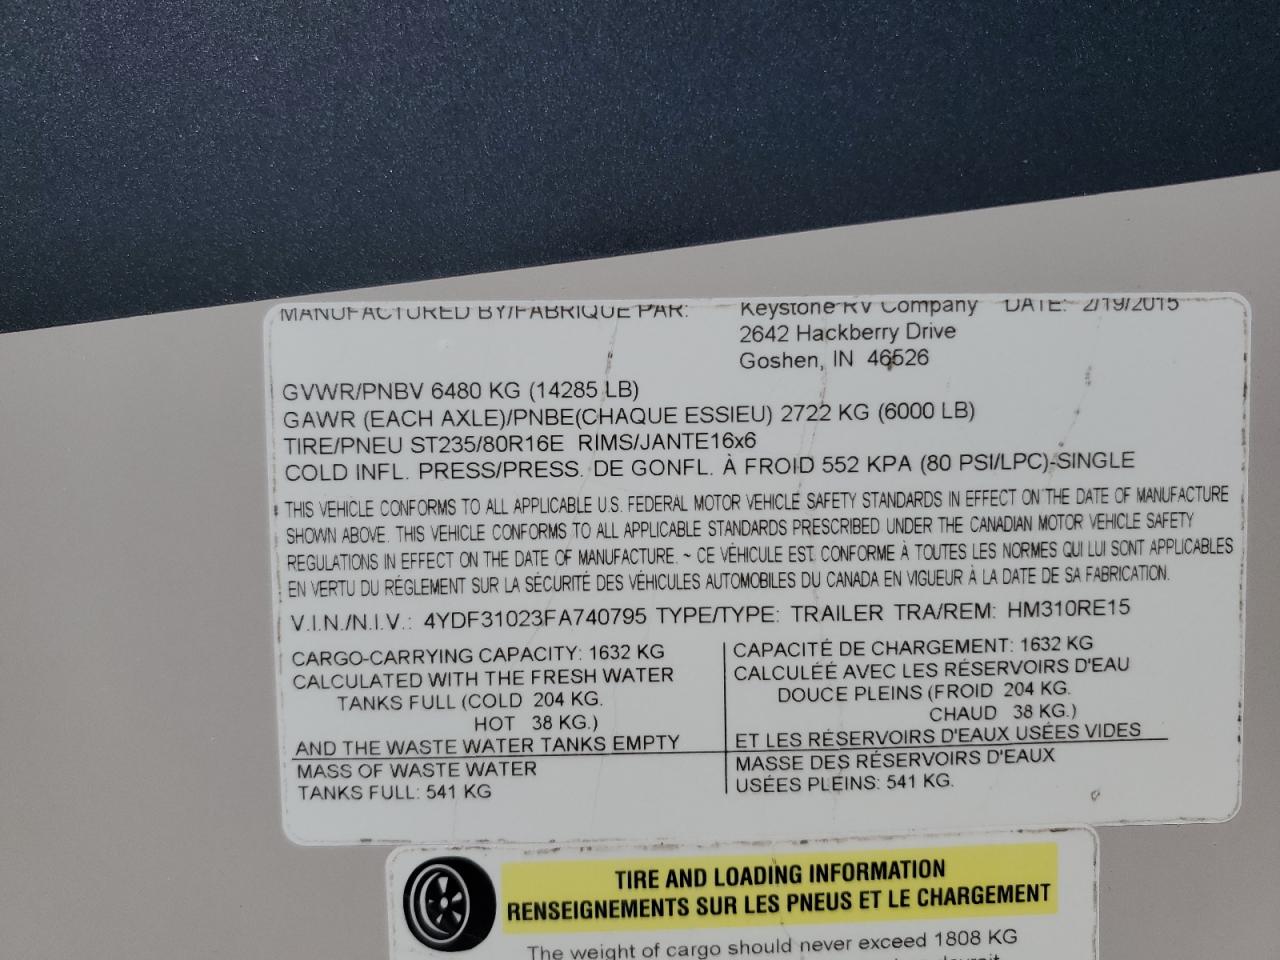 MANUFACTURED BY/FABRIQUE PAR: Keystone RV Company DATE: 2/19/2015
2642 Hackberry Drive
Goshen, IN 46526
GVWR/PNBV 6480 KG (14285 LB)
GAWR (EACH AXLE)/PNBE(CHAQUE ESSIEU) 2722 KG (6000 LB)
TIRE/PNEU ST235/80R16E RIMS/JANTE16x6
COLD INFL. PRESS/PRESS. DE GONFL. À FROID 552 KPA (80 PSI/LPC)-SINGLE
THIS VEHICLE CONFORMS TO ALL APPLICABLE U.S. FEDERAL MOTOR VEHICLE SAFETY STANDARDS IN EFFECT ON THE DATE OF MANUFACTURE
SHOWN ABOVE. THIS VEHICLE CONFORMS TO ALL APPLICABLE STANDARDS PRESCRIBED UNDER THE CANADIAN MOTOR VEHICLE SAFETY
REGULATIONS IN EFFECT ON THE DATE OF MANUFACTURE. ~ CE VÉHICULE EST CONFORME À TOUTES LES NORMES QUI LUI SONT APPLICABLES
EN VERTU DU RÉGLEMENT SUR LA SÉCURITÉ DES VÉHICULES AUTOMOBILES DU CANADA EN VIGUEUR À LA DATE DE SA FABRICATION.
V.I.N./N.I.V.: 4YDF31023FA740795 TYPE/TYPE: TRAILER TRA/REM: HM310RE15
CARGO-CARRYING CAPACITY: 1632 KG
CALCULATED WITH THE FRESH WATER
TANKS FULL (COLD 204 KG.
HOT 38 KG.)
AND THE WASTE WATER TANKS EMPTY
MASS OF WASTE WATER
TANKS FULL: 541 KG
CAPACITÉ DE CHARGEMENT: 1632 KG
CALCULÉÉ AVEC LES RÉSERVOIRS D'EAU
DOUCE PLEINS (FROID 204 KG.
CHAUD 38 KG.)
ET LES RÉSERVOIRS D'EAUX USÉES VIDES
MASSE DES RÉSERVOIRS D'EAUX
USÉES PLEINS: 541 KG.
TIRE AND LOADING INFORMATION
RENSEIGNEMENTS SUR LES PNEUS ET LE CHARGEMENT
The weight of cargo should never exceed 1808 KG